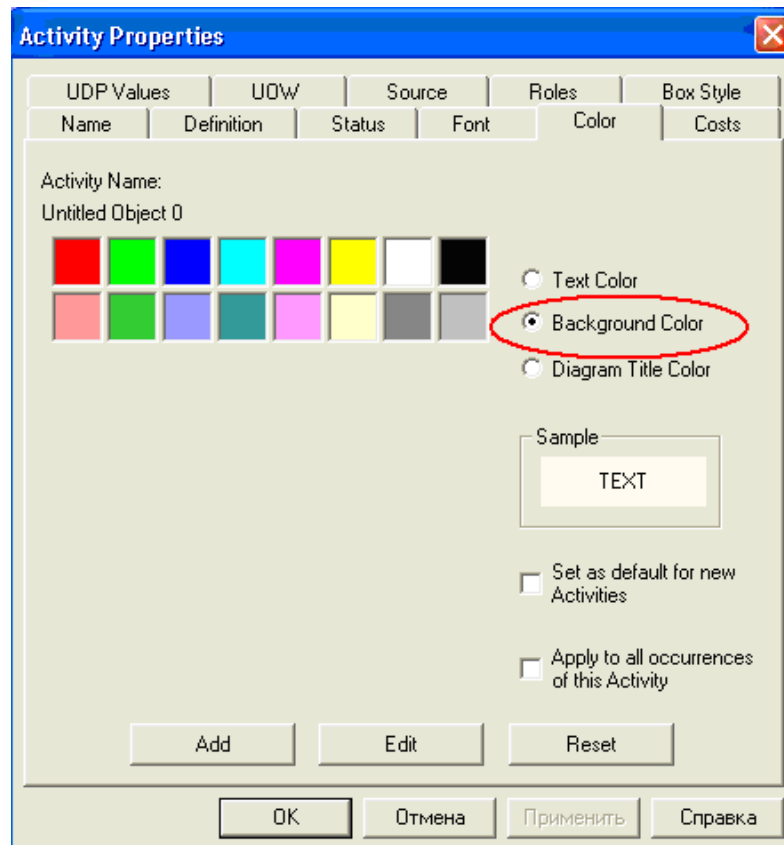 Activity Properties
UDP Values UOW Source Roles Box Style
Name Definition Status Font Color Costs
Activity Name:
Untitled Object 0
Text Color
Background Color
Diagram Title Color
Sample
TEXT
Set as default for new
Activities
Apply to all occurrences
of this Activity
Add Edit Reset
OK Отмена Применить Справка